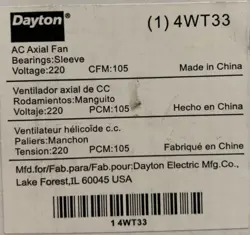 Dayton® (1) 4WT33
AC Axial Fan
Bearings:Sleeve
Voltage:220 CFM:105 Made in China
Ventilador axial de CC
Rodamientos:Manguito
Voltaje:220 PCM:105 Hecho en China
Ventilateur hélicoïde c.c.
Paliers:Manchon
Tension:220 PCM:105 Fabriqué en Chine
Mfd.for/Fab.para/Fab.pour:Dayton Electric Mfg.Co.,
Lake Forest,IL 60045 USA
1 4WT33